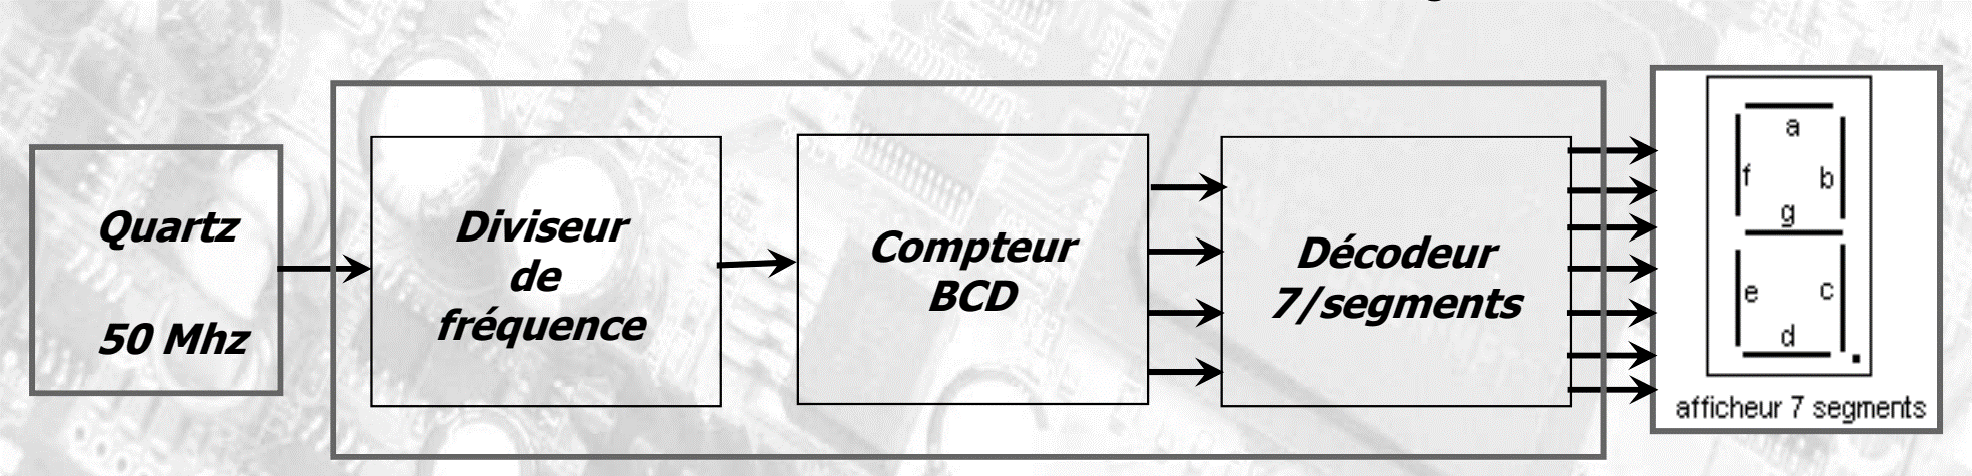 Quartz
50 Mhz
Diviseur
de
fréquence
Compteur
BCD
Décodeur
7/segments
a
f
b
g
e
c
d
afficheur 7 segments